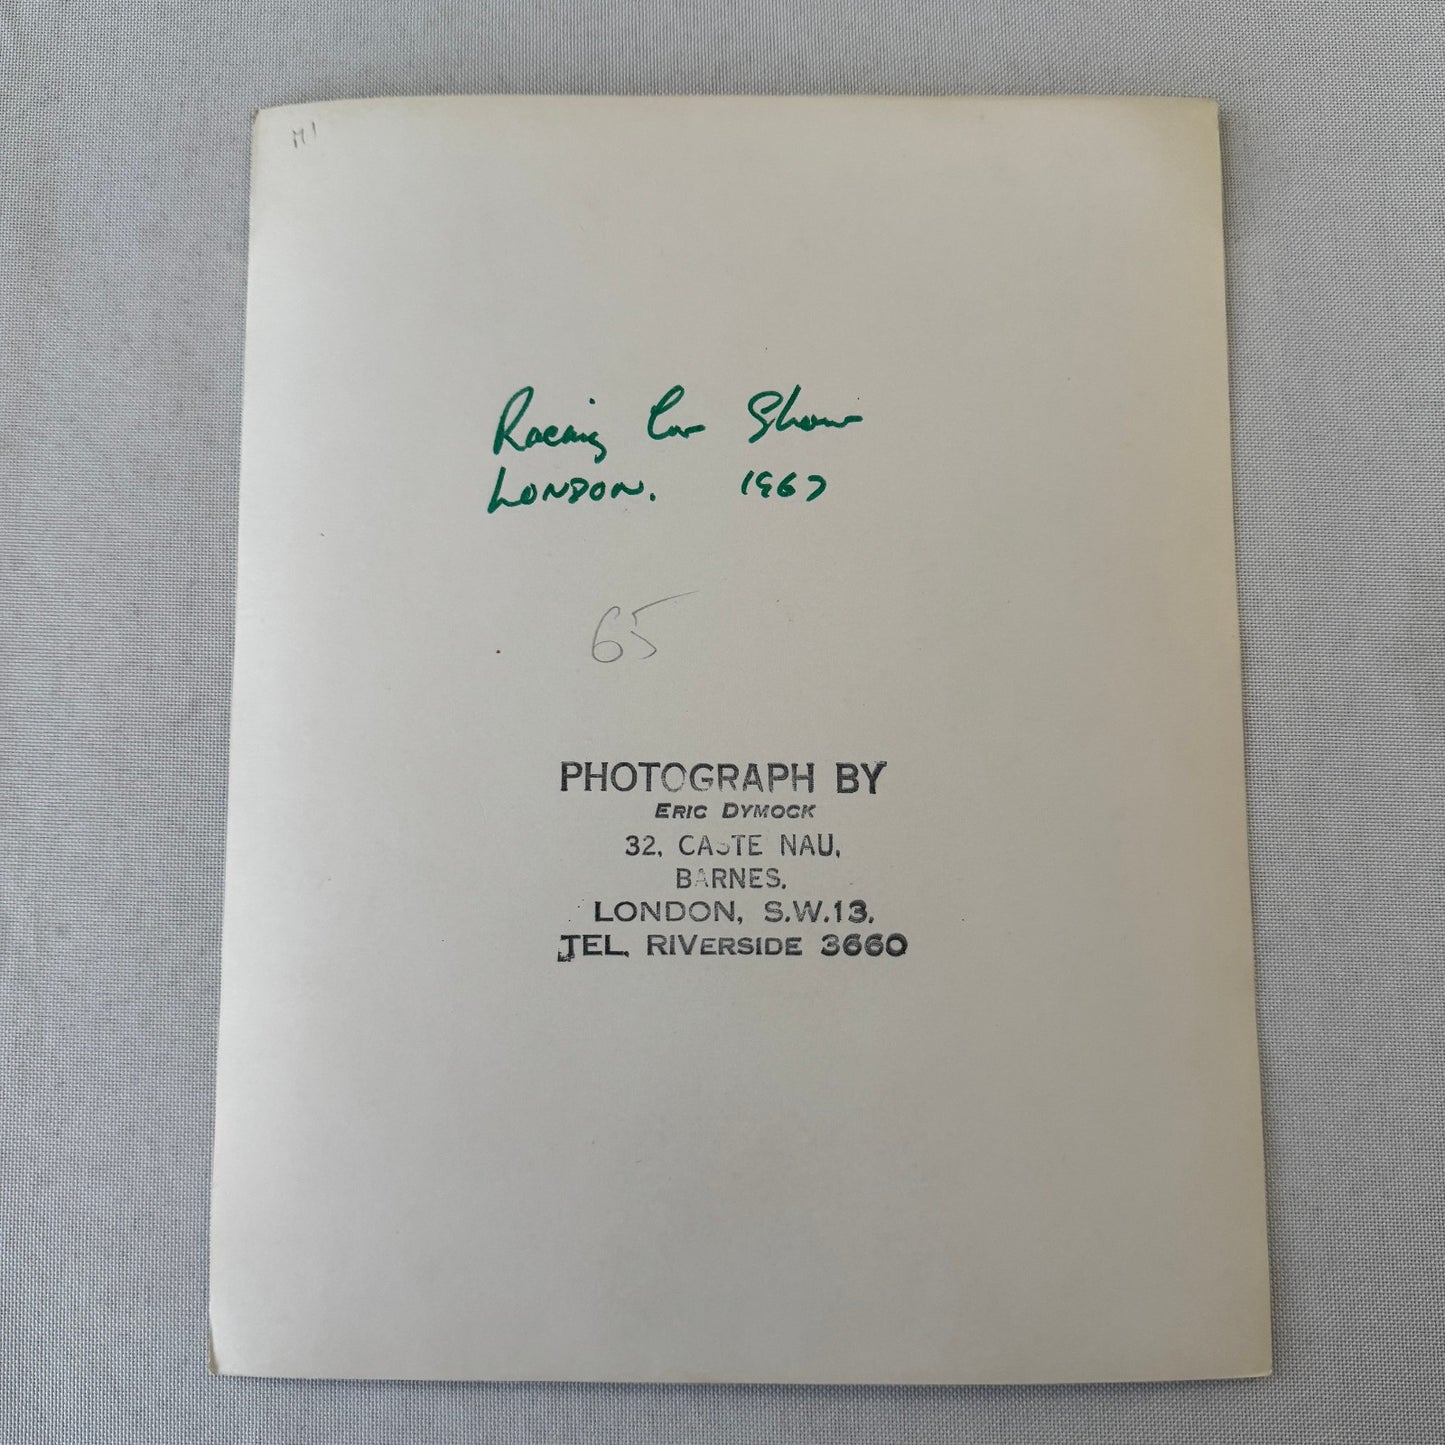 M1
Racing Car Show
LONDON. 1967
65
PHOTOGRAPH BY
ERIC DYMOCK
32, CASTE NAU,
BARNES.
LONDON, S.W.13.
TEL. RIVERSIDE 3660